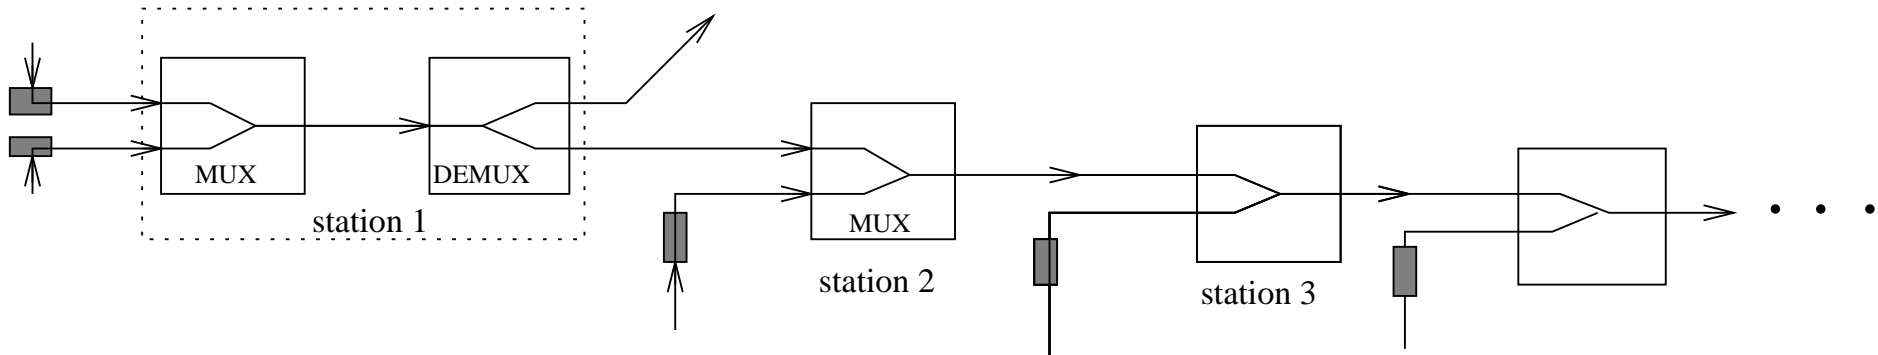 MUX
DEMUX
station 1
MUX
station 2
station 3